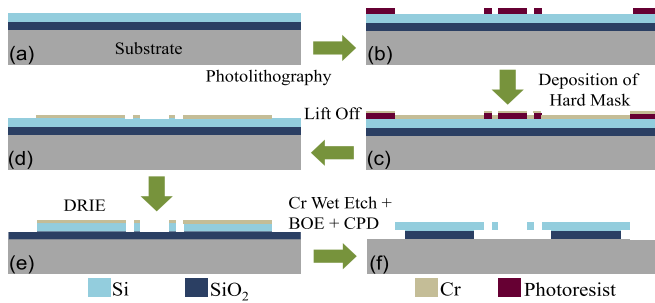 (a)
Substrate
(b)
Photolithography
Deposition of
Hard Mask
(d)
Lift Off
(c)
DRIE
Cr Wet Etch +
BOE + CPD
(e)
(f)
Si
SiO₂
Cr
Photoresist